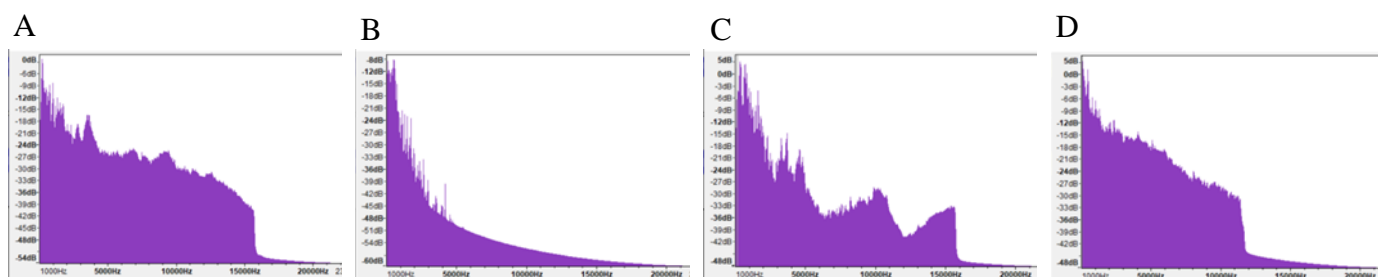 A
0dB
-6dB
-9dB
-12dB
-15dB
-18dB
-21dB
-24dB
-27dB
-30dB
-33dB
-36dB
-39dB
-42dB
-45dB
-48dB
-54dB
1000Hz 5000Hz 10000Hz 15000Hz 20000Hz
B
-8dB
-12dB
-15dB
-18dB
-21dB
-24dB
-27dB
-30dB
-33dB
-36dB
-39dB
-42dB
-45dB
-48dB
-54dB
-60dB
1000Hz 5000Hz 10000Hz 15000Hz 20000Hz
C
5dB
0dB
-3dB
-6dB
-9dB
-12dB
-15dB
-18dB
-21dB
-24dB
-27dB
-30dB
-33dB
-36dB
-39dB
-42dB
-48dB
1000Hz 5000Hz 10000Hz 15000Hz 20000Hz
D
5dB
0dB
-3dB
-6dB
-9dB
-12dB
-15dB
-18dB
-21dB
-24dB
-27dB
-30dB
-33dB
-36dB
-39dB
-42dB
-48dB
1000Hz 5000Hz 10000Hz 15000Hz 20000Hz